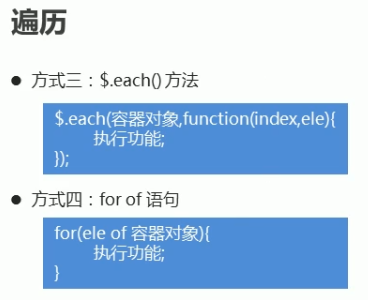 遍历
● 方式三：$.each() 方法
$.each(容器对象,function(index,ele){
执行功能;
});
● 方式四：for of 语句
for(ele of 容器对象){
执行功能;
}